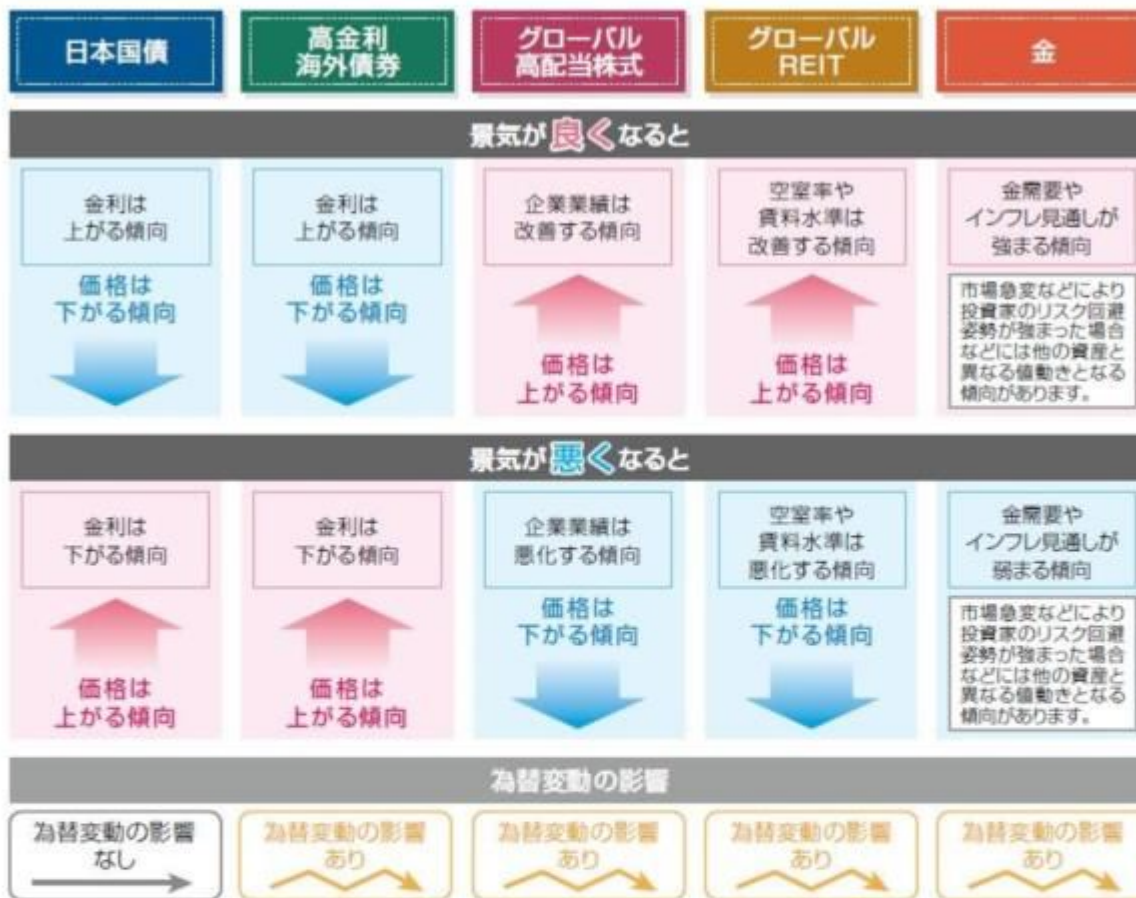 日本国債
高金利
海外債券
グローバル
高配当株式
グローバル
REIT
金
景気が良くなると
金利は
上がる傾向
価格は
下がる傾向
金利は
上がる傾向
価格は
下がる傾向
企業業績は
改善する傾向
価格は
上がる傾向
空室率や
賃料水準は
改善する傾向
価格は
上がる傾向
金需要や
インフレ見通しが
強まる傾向
市場急変などにより
投資家のリスク回避
姿勢が強まった場合
などには他の資産と
異なる値動きとなる
傾向があります。
景気が悪くなると
金利は
下がる傾向
価格は
上がる傾向
金利は
下がる傾向
価格は
上がる傾向
企業業績は
悪化する傾向
価格は
下がる傾向
空室率や
賃料水準は
悪化する傾向
価格は
下がる傾向
金需要や
インフレ見通しが
弱まる傾向
市場急変などにより
投資家のリスク回避
姿勢が強まった場合
などには他の資産と
異なる値動きとなる
傾向があります。
為替変動の影響
為替変動の影響
なし
為替変動の影響
あり
為替変動の影響
あり
為替変動の影響
あり
為替変動の影響
あり